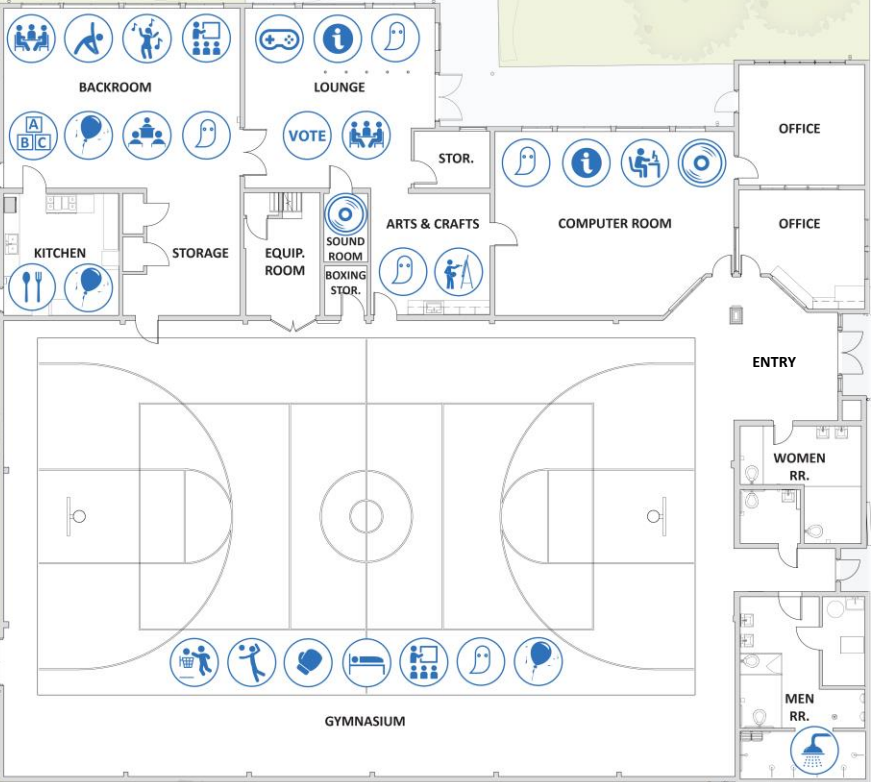 BACKROOM
LOUNGE
A
B C
VOTE
STOR.
OFFICE
KITCHEN
STORAGE
EQUIP.
ROOM
SOUND
ROOM
BOXING
STOR.
ARTS & CRAFTS
COMPUTER ROOM
OFFICE
ENTRY
WOMEN
RR.
MEN
RR.
GYMNASIUM